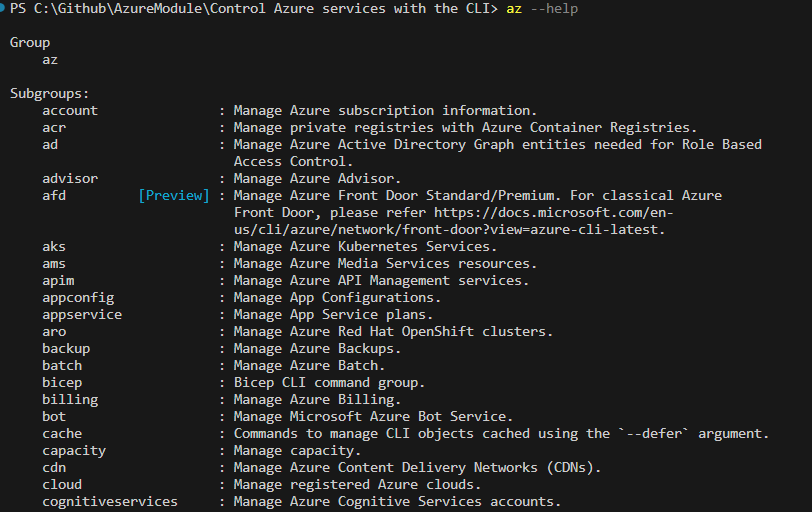 PS C:\Github\AzureModule\Control Azure services with the CLI> az --help
Group
az
Subgroups:
account : Manage Azure subscription information.
acr : Manage private registries with Azure Container Registries.
ad : Manage Azure Active Directory Graph entities needed for Role Based
Access Control.
advisor : Manage Azure Advisor.
afd [Preview] : Manage Azure Front Door Standard/Premium. For classical Azure
Front Door, please refer https://docs.microsoft.com/en-
us/cli/azure/network/front-door?view=azure-cli-latest.
aks : Manage Azure Kubernetes Services.
ams : Manage Azure Media Services resources.
apim : Manage Azure API Management services.
appconfig : Manage App Configurations.
appservice : Manage App Service plans.
aro : Manage Azure Red Hat OpenShift clusters.
backup : Manage Azure Backups.
batch : Manage Azure Batch.
bicep : Bicep CLI command group.
billing : Manage Azure Billing.
bot : Manage Microsoft Azure Bot Service.
cache : Commands to manage CLI objects cached using the `--defer` argument.
capacity : Manage capacity.
cdn : Manage Azure Content Delivery Networks (CDNs).
cloud : Manage registered Azure clouds.
cognitiveservices : Manage Azure Cognitive Services accounts.